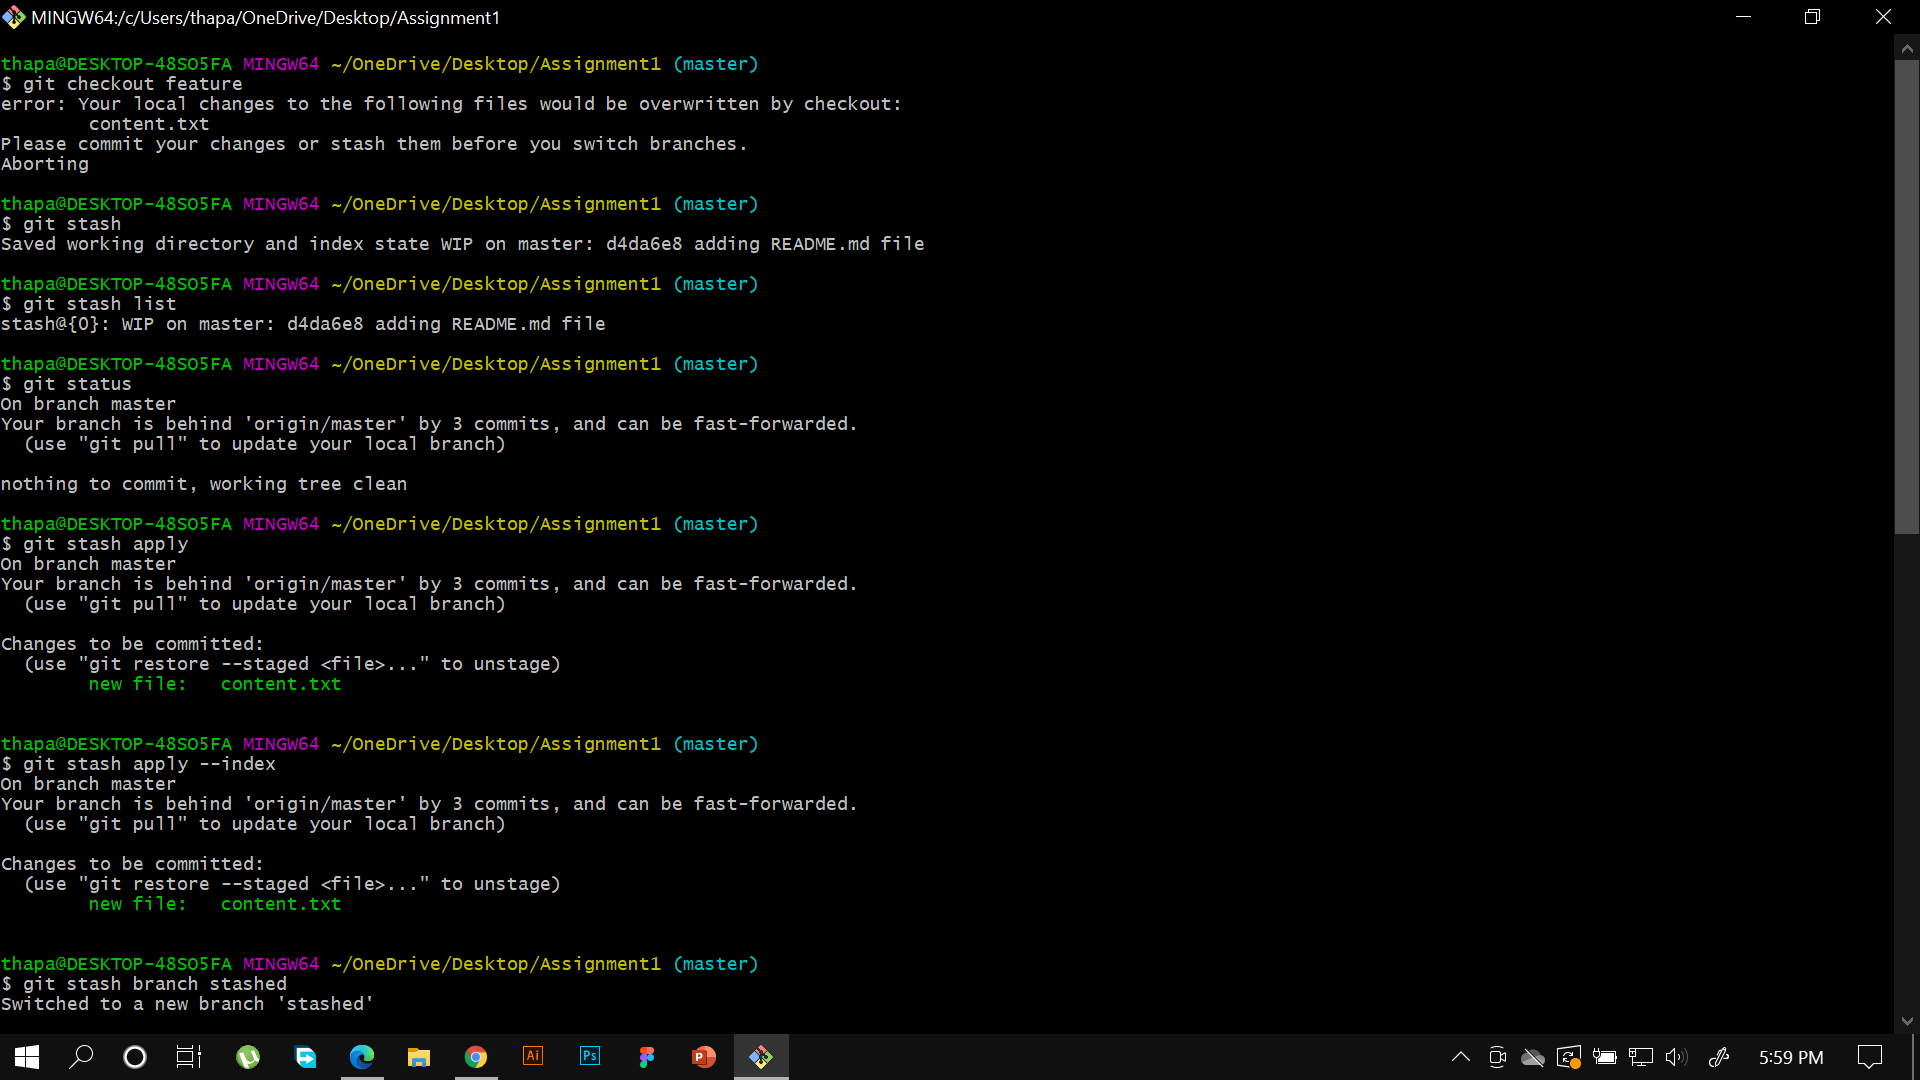 MINGW64:/c/Users/thapa/OneDrive/Desktop/Assignment1
thapa@DESKTOP-48SO5FA MINGW64 ~/OneDrive/Desktop/Assignment1 (master)
$ git checkout feature
error: Your local changes to the following files would be overwritten by checkout:
        content.txt
Please commit your changes or stash them before you switch branches.
Aborting
thapa@DESKTOP-48SO5FA MINGW64 ~/OneDrive/Desktop/Assignment1 (master)
$ git stash
Saved working directory and index state WIP on master: d4da6e8 adding README.md file
thapa@DESKTOP-48SO5FA MINGW64 ~/OneDrive/Desktop/Assignment1 (master)
$ git stash list
stash@{0}: WIP on master: d4da6e8 adding README.md file
thapa@DESKTOP-48SO5FA MINGW64 ~/OneDrive/Desktop/Assignment1 (master)
$ git status
On branch master
Your branch is behind 'origin/master' by 3 commits, and can be fast-forwarded.
  (use "git pull" to update your local branch)
nothing to commit, working tree clean
thapa@DESKTOP-48SO5FA MINGW64 ~/OneDrive/Desktop/Assignment1 (master)
$ git stash apply
On branch master
Your branch is behind 'origin/master' by 3 commits, and can be fast-forwarded.
  (use "git pull" to update your local branch)
Changes to be committed:
  (use "git restore --staged <file>..." to unstage)
        new file:   content.txt
thapa@DESKTOP-48SO5FA MINGW64 ~/OneDrive/Desktop/Assignment1 (master)
$ git stash apply --index
On branch master
Your branch is behind 'origin/master' by 3 commits, and can be fast-forwarded.
  (use "git pull" to update your local branch)
Changes to be committed:
  (use "git restore --staged <file>..." to unstage)
        new file:   content.txt
thapa@DESKTOP-48SO5FA MINGW64 ~/OneDrive/Desktop/Assignment1 (master)
$ git stash branch stashed
Switched to a new branch 'stashed'
Ai Ps P 5:59 PM